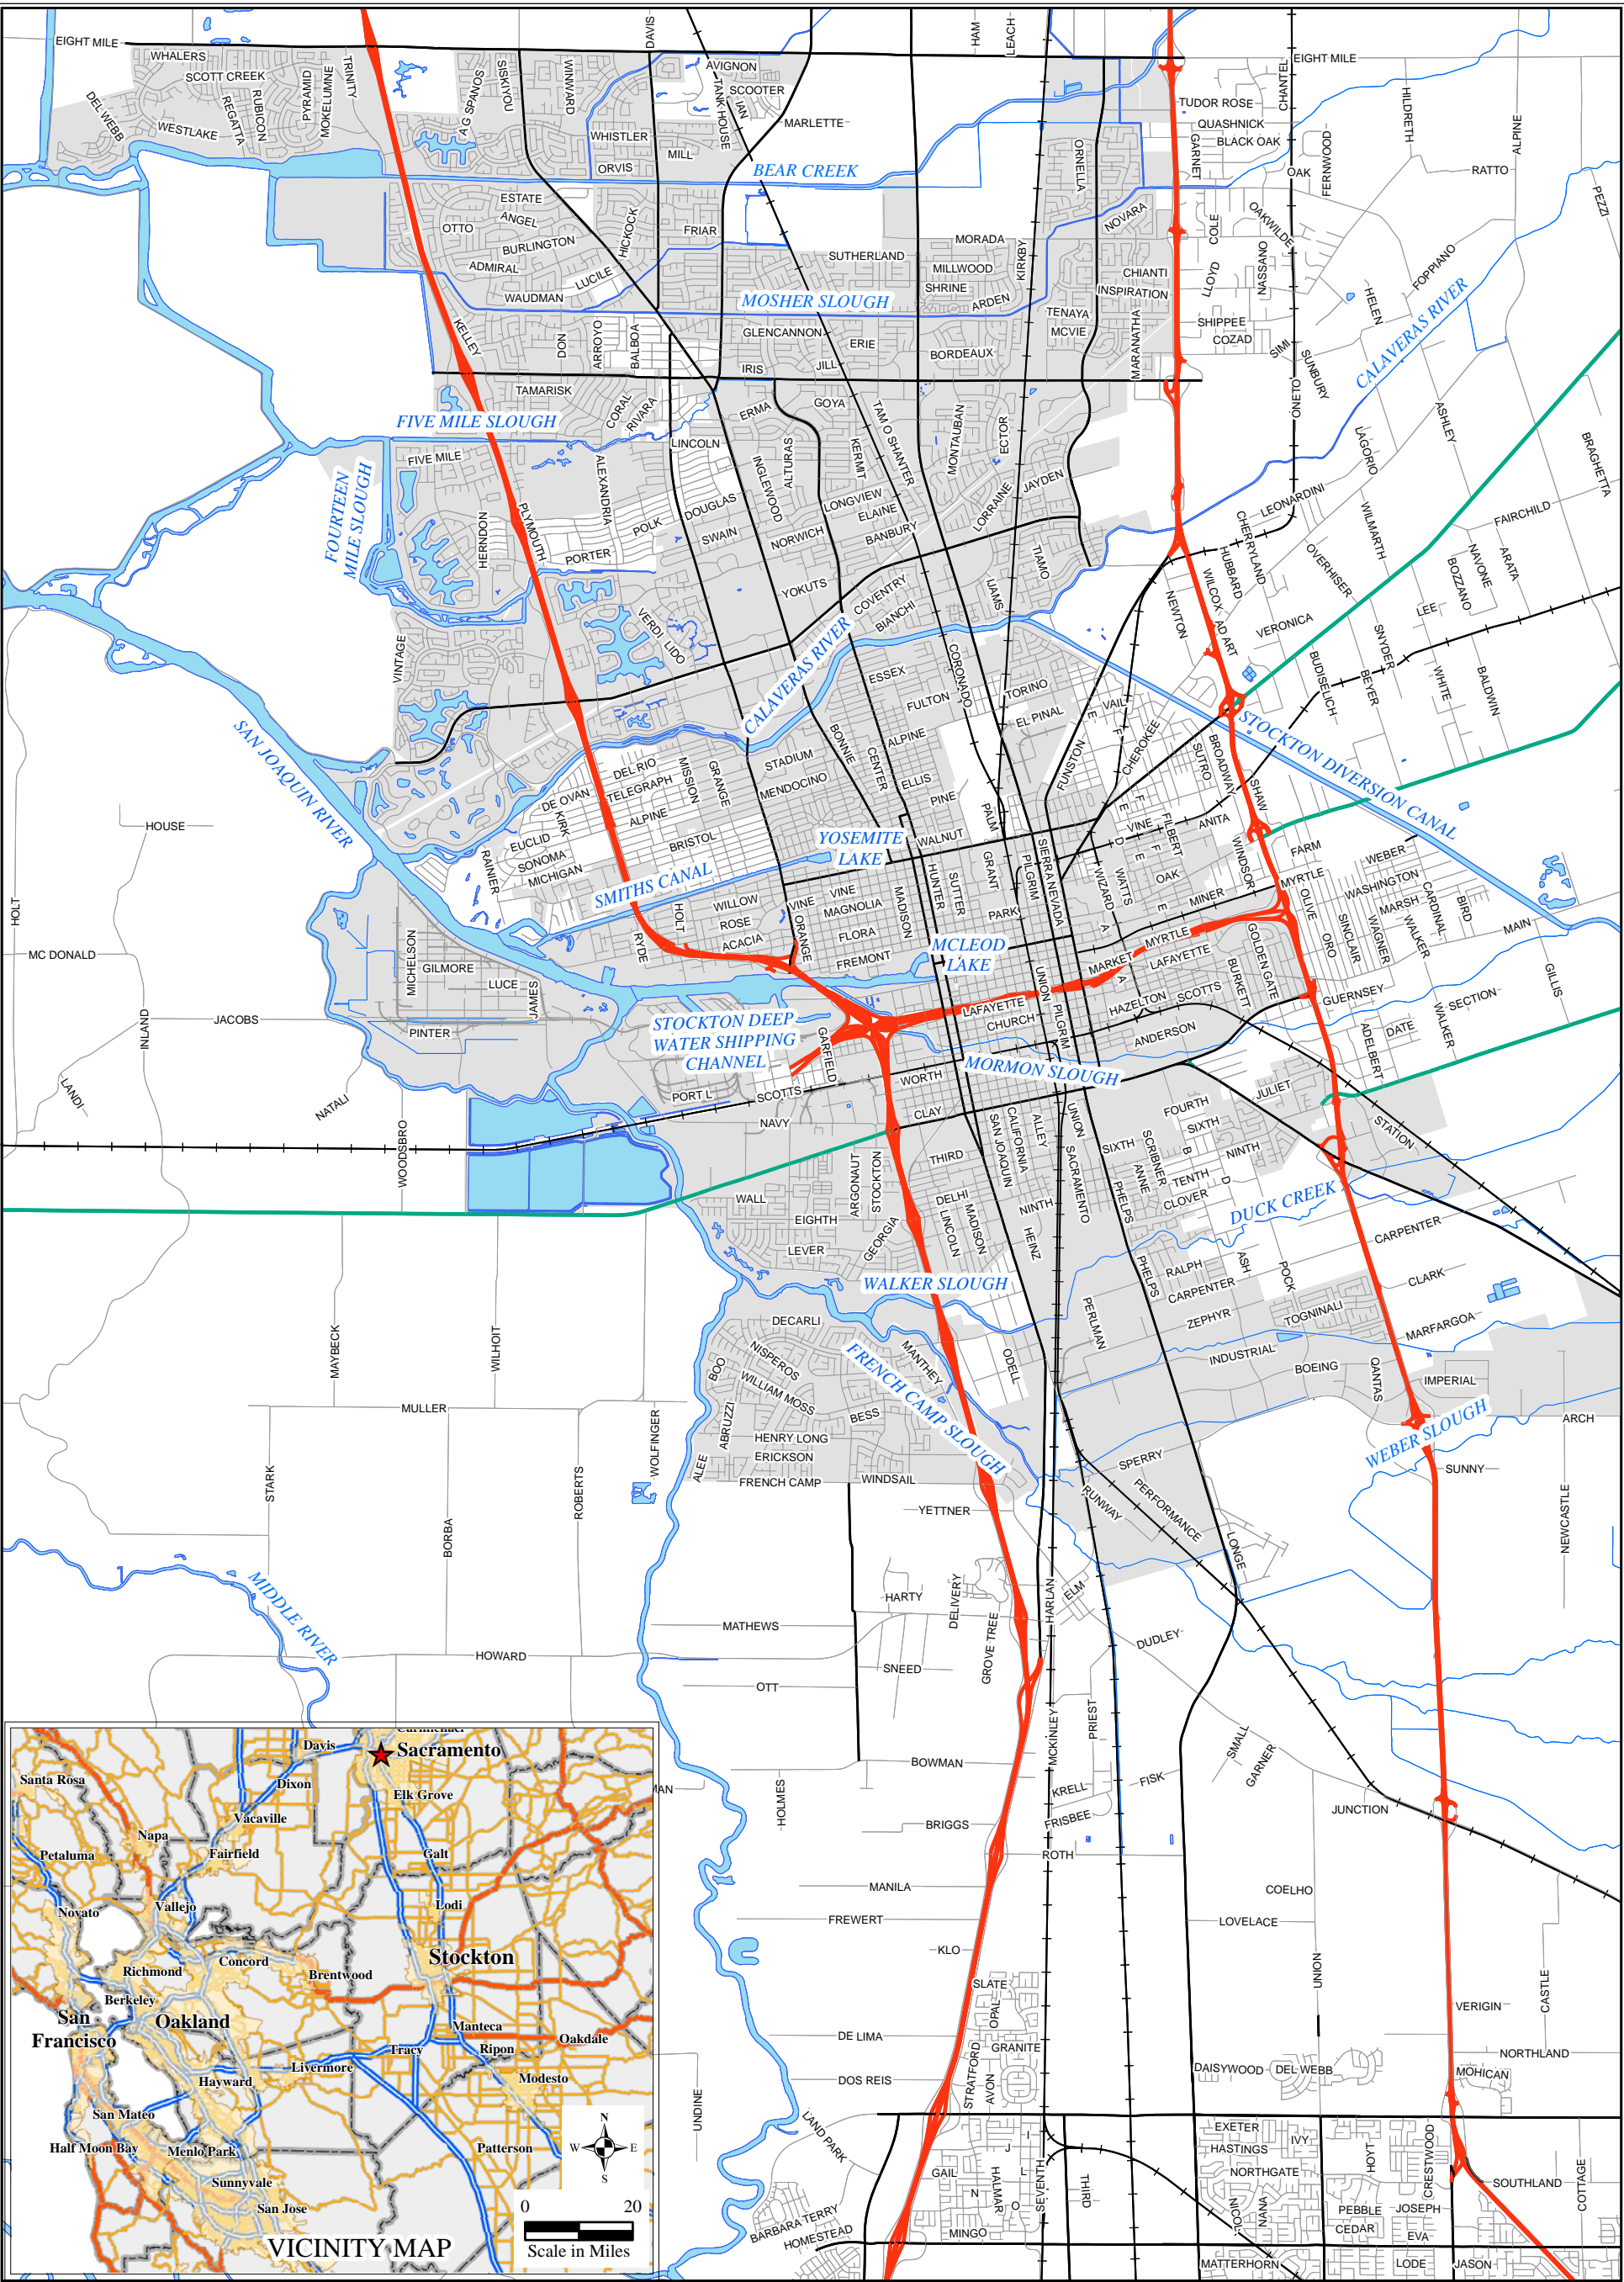 EIGHT MILE
WHALERS
SCOTT CREEK
DEL WEBB
WESTLAKE
REGATTA
RUBICON
PYRAMID
MOKELUMNE
TRINITY
A G SPANOS
SISKIYOU
WINWARD
DAVIS
AVIGNON
SCOOTER
TANK HOUSE
IAN
MARLETTE
WHISTLER
MILL
ORVIS
HAM
LEACH
EIGHT MILE
CHANTEL
TUDOR ROSE
QUASHNICK
BLACK OAK
GARNET
FERNWOOD
OAK
HILDRETH
ALPINE
RATTO
PEZZI
BEAR CREEK
ORNELLA
NOVARA
ESTATE
ANGEL
OTTO
BURLINGTON
ADMIRAL
HICKOCK
FRIAR
LUCILE
WAUDMAN
SUTHERLAND
MORADA
MILLWOOD
SHRINE
ARDEN
KIRKBY
CHIANTI
INSPIRATION
COLE
OAKWILDE
NASSANO
LLOYD
FOPPIANO
HELEN
MOSHER SLOUGH
CALAVERAS RIVER
KELLEY
DON
ARROYO
BALBOA
GLENCANNON
ERIE
IRIS
JILL
BORDEAUX
TENAYA
MCVIE
MARANATHA
SHIPPEE
COZAD
SIMI
SUNBURY
ONETO
TAMARISK
CORAL
RIVARA
ERMA
GOYA
TAM O SHANTER
KERMIT
MONTAUBAN
ECTOR
ASHLEY
LAGORIO
BRAGHETTA
FIVE MILE SLOUGH
FIVE MILE
LINCOLN
INGLEWOOD
ALTURAS
ALEXANDRIA
FOURTEEN
MILE SLOUGH
HERNDON
PLYMOUTH
PORTER
POLK
DOUGLAS
SWAIN
NORWICH
LONGVIEW
ELAINE
BANBURY
LORRAINE
JAYDEN
LEONARDINI
CHERRYLAND
WILMARTH
FAIRCHILD
NAVONE
ARATA
BOZZANO
OVERHISER
HUBBARD
WILCOX
AD ART
NEWTON
VERONICA
LEE
SNYDER
BEYER
BUDISELICH
WHITE
BALDWIN
YOKUTS
COVENTRY
BIANCHI
IJAMS
TIAMO
VERDI
LIDO
VINTAGE
CALAVERAS RIVER
ESSEX
FULTON
CORONADO
TORINO
EL PINAL
VAIL
CHEROKEE
FUNSTON
SUTRO
BROADWAY
SHAW
STOCKTON DIVERSION CANAL
SAN JOAQUIN RIVER
BONNIE
CENTER
ALPINE
STADIUM
MENDOCINO
ELLIS
PINE
PALM
DEL RIO
TELEGRAPH
DE OVAN
KIRK
MISSION
GRANGE
ALPINE
BRISTOL
EUCLID
SONOMA
MICHIGAN
RAINIER
YOSEMITE
LAKE
WALNUT
GRANT
PILGRIM
SIERRA NEVADA
VINE
FILBERT
ANITA
WINDSOR
FARM
WEBER
SMITHS CANAL
HOUSE
HOLT
MC DONALD
WILLOW
ROSE
ACACIA
HOLT
RYDE
VINE
VINE
MAGNOLIA
FLORA
FREMONT
ORANGE
MADISON
HUNTER
SUTTER
PARK
WIZARD
WATTS
OAK
MINER
MYRTLE
OLIVE
WASHINGTON
MARSH
CARDINAL
BIRD
MAIN
SINCLAIR
WAGNER
WALKER
ORO
GILLIS
MCLEOD
LAKE
MICHELSON
GILMORE
LUCE
JAMES
PINTER
INLAND
JACOBS
LANDI
NATALI
WOODSBRO
STOCKTON DEEP
WATER SHIPPING
CHANNEL
GARFIELD
LAFAYETTE
CHURCH
UNION
PILGRIM
MARKET
MYRTLE
LAFAYETTE
HAZELTON
SCOTTS
BURKETT
GOLDEN GATE
GUERNSEY
ANDERSON
SECTION
DATE
ADELBERT
WALKER
MORMON SLOUGH
PORT L
SCOTTS
NAVY
WORTH
CLAY
JULIET
FOURTH
SIXTH
SIXTH
NINTH
STATION
THIRD
SAN JOAQUIN
CALIFORNIA
ALLEY
UNION
SACRAMENTO
SCRIBNER
ANNE
B
D
TENTH
CLOVER
PHELPS
ARGONAUT
STOCKTON
WALL
EIGHTH
LEVER
GEORGIA
DELHI
LINCOLN
MADISON
NINTH
HEINZ
DUCK CREEK
CARPENTER
CLARK
WALKER SLOUGH
RALPH
CARPENTER
ASH
POCK
PHELPS
PERLMAN
ZEPHYR
TOGNINALI
MARFARGOA
INDUSTRIAL
BOEING
QANTAS
IMPERIAL
ARCH
DECARLI
NISPEROS
WILLIAM MOSS
BOO
ABRUZZI
ALEE
MANTHEY
BESS
HENRY LONG
ERICKSON
FRENCH CAMP
WINDSAIL
ODELL
FRENCH CAMP SLOUGH
WEBER SLOUGH
SUNNY
SPERRY
PERFORMANCE
RUNWAY
LONGE
NEWCASTLE
MAYBECK
WILHOIT
MULLER
STARK
BORBA
ROBERTS
WOLFINGER
YETTNER
HARTY
DELIVERY
GROVE TREE
HARLAN
ELM
MATHEWS
SNEED
OTT
DUDLEY
MIDDLE RIVER
HOWARD
BOWMAN
HOLMES
BRIGGS
MCKINLEY
PRIEST
KRELL
FRISBEE
FISK
SMALL
GARNER
JUNCTION
ROTH
MANILA
FREWERT
KLO
COELHO
LOVELACE
UNION
SLATE
OPAL
GRANITE
STRATFORD
AVON
DE LIMA
DOS REIS
UNDINE
LAND PARK
VERIGIN
CASTLE
NORTHLAND
MOHICAN
DAISYWOOD
DEL WEBB
EXETER
HASTINGS
IVY
NORTHGATE
HOYT
CRESTWOOD
SOUTHLAND
COTTAGE
GAIL
HALMAR
J
I
L
N
O
MINGO
SEVENTH
THIRD
NICOL
NANA
PEBBLE
JOSEPH
CEDAR
EVA
BARBARA TERRY
HOMESTEAD
MATTERHORN
LODE
JASON
Carmichael
Davis
Sacramento
Santa Rosa
Dixon
Elk Grove
Vacaville
Napa
Petaluma
Fairfield
Galt
Novato
Vallejo
Lodi
Stockton
Concord
Richmond
Brentwood
Berkeley
San
Francisco
Oakland
Manteca
Oakdale
Tracy
Ripon
Livermore
Hayward
Modesto
San Mateo
Half Moon Bay
Menlo Park
Patterson
Sunnyvale
San Jose
N
W
E
S
0 20
Scale in Miles
VICINITY MAP